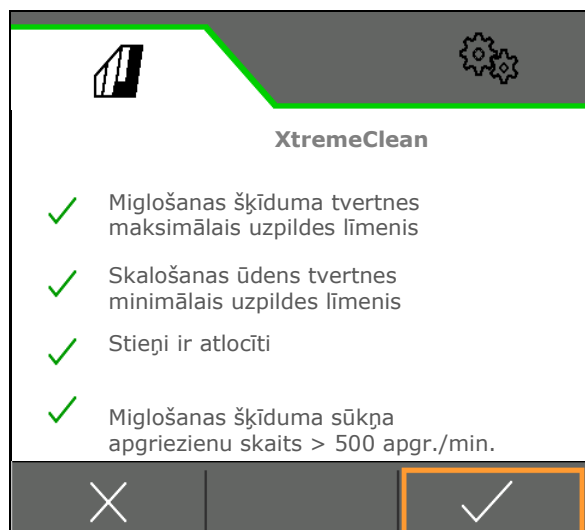 XtremeClean
Miglošanas šķīduma tvertnes
maksimālais uzpildes līmenis
Skalošanas ūdens tvertnes
minimālais uzpildes līmenis
Stieņi ir atlocīti
Miglošanas šķīduma sūkņa
apgriezienu skaits > 500 apgr./min.